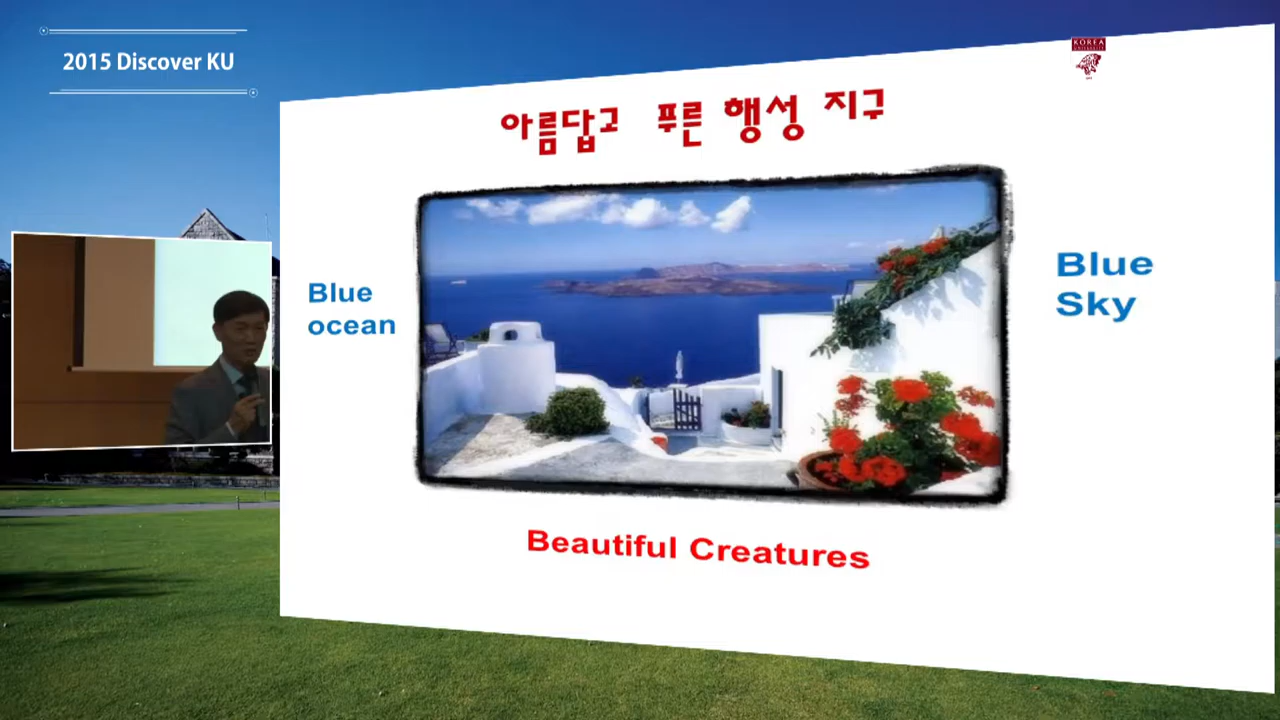 2015 Discover KU
KOREA
아름답고 푸른 행성 지구
Blue
ocean
Blue
Sky
Beautiful Creatures